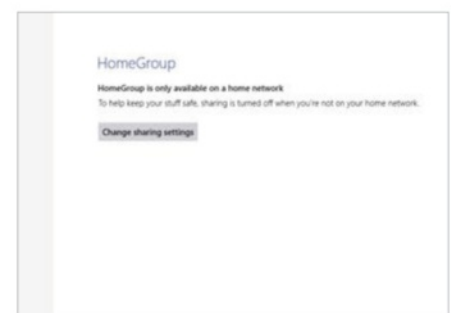 HomeGroup
HomeGroup is only available on a home network
To help keep your stuff safe, sharing is turned off when you're not on your home network.
Change sharing settings